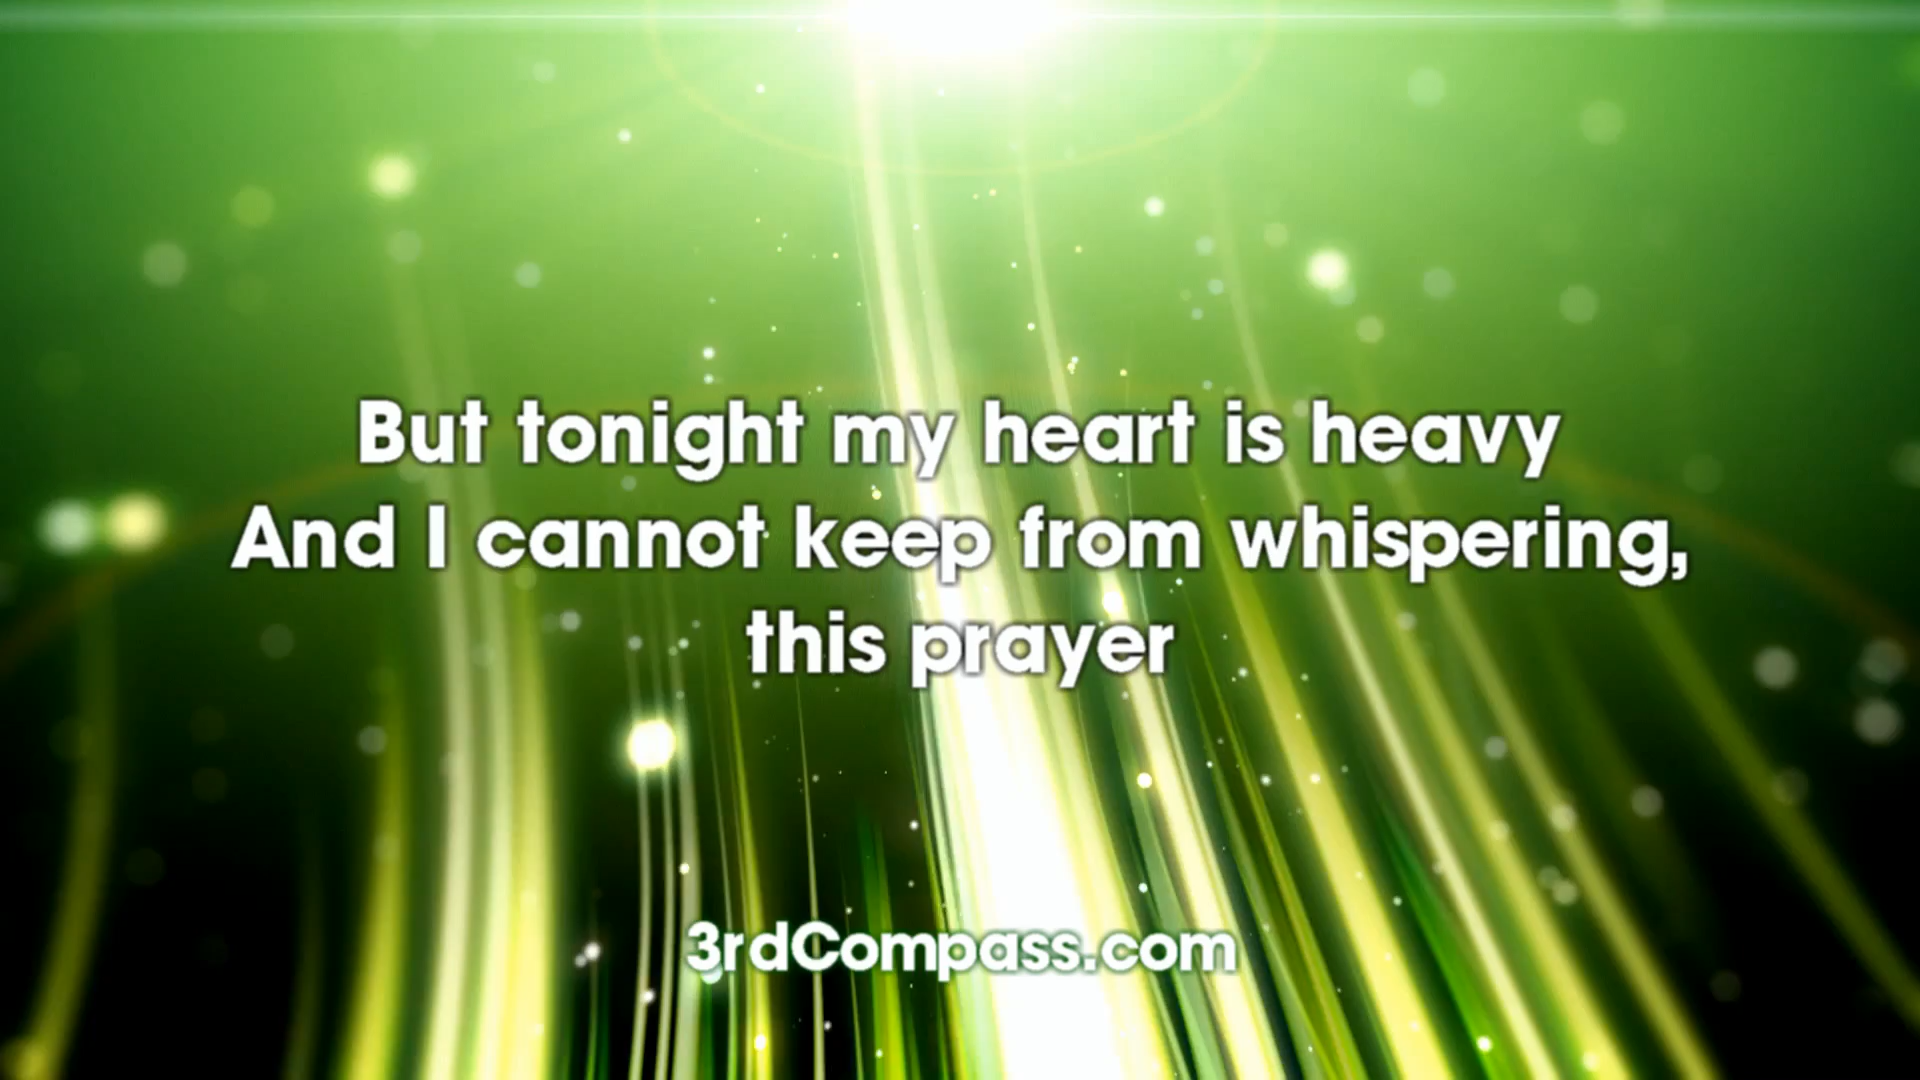 But tonight my heart is heavy
And I cannot keep from whispering,
this prayer
3rdCompass.com